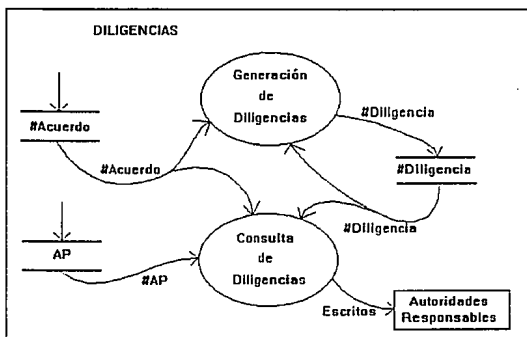 DILIGENCIAS
Generación
de
Diligencias
#Diligencia
#Acuerdo
#Acuerdo
#Diligencia
#Diligencia
AP
#AP
Consulta
de
Diligencias
Escritos
Autoridades
Responsables